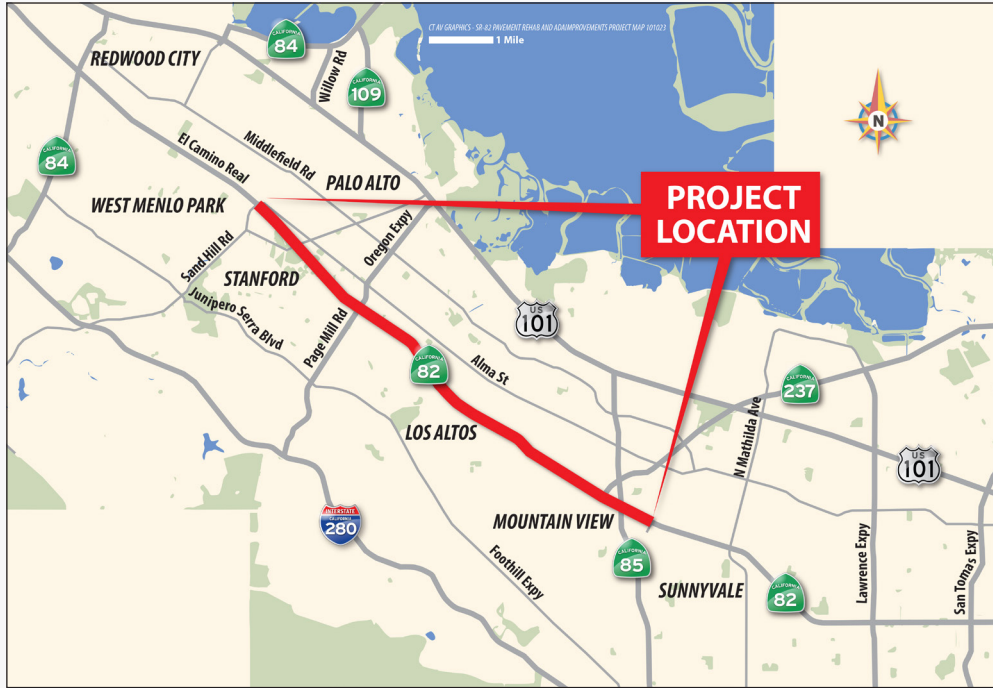 CT AV GRAPHICS - SR-82 PAVEMENT REHAB AND ADAIMPROVEMENTS PROJECT MAP 101023
1 Mile
CALIFORNIA
84
REDWOOD CITY
Willow Rd
CALIFORNIA
109
N
CALIFORNIA
84
El Camino Real
Middlefield Rd
PALO ALTO
PROJECT
LOCATION
WEST MENLO PARK
Sand Hill Rd
Oregon Expy
STANFORD
Junipero Serra Blvd
Page Mill Rd
US
101
CALIFORNIA
82
Alma St
CALIFORNIA
237
N Mathilda Ave
LOS ALTOS
US
101
INTERSTATE
CALIFORNIA
280
MOUNTAIN VIEW
CALIFORNIA
85
Foothill Expy
SUNNYVALE
CALIFORNIA
82
Lawrence Expy
San Tomas Expy